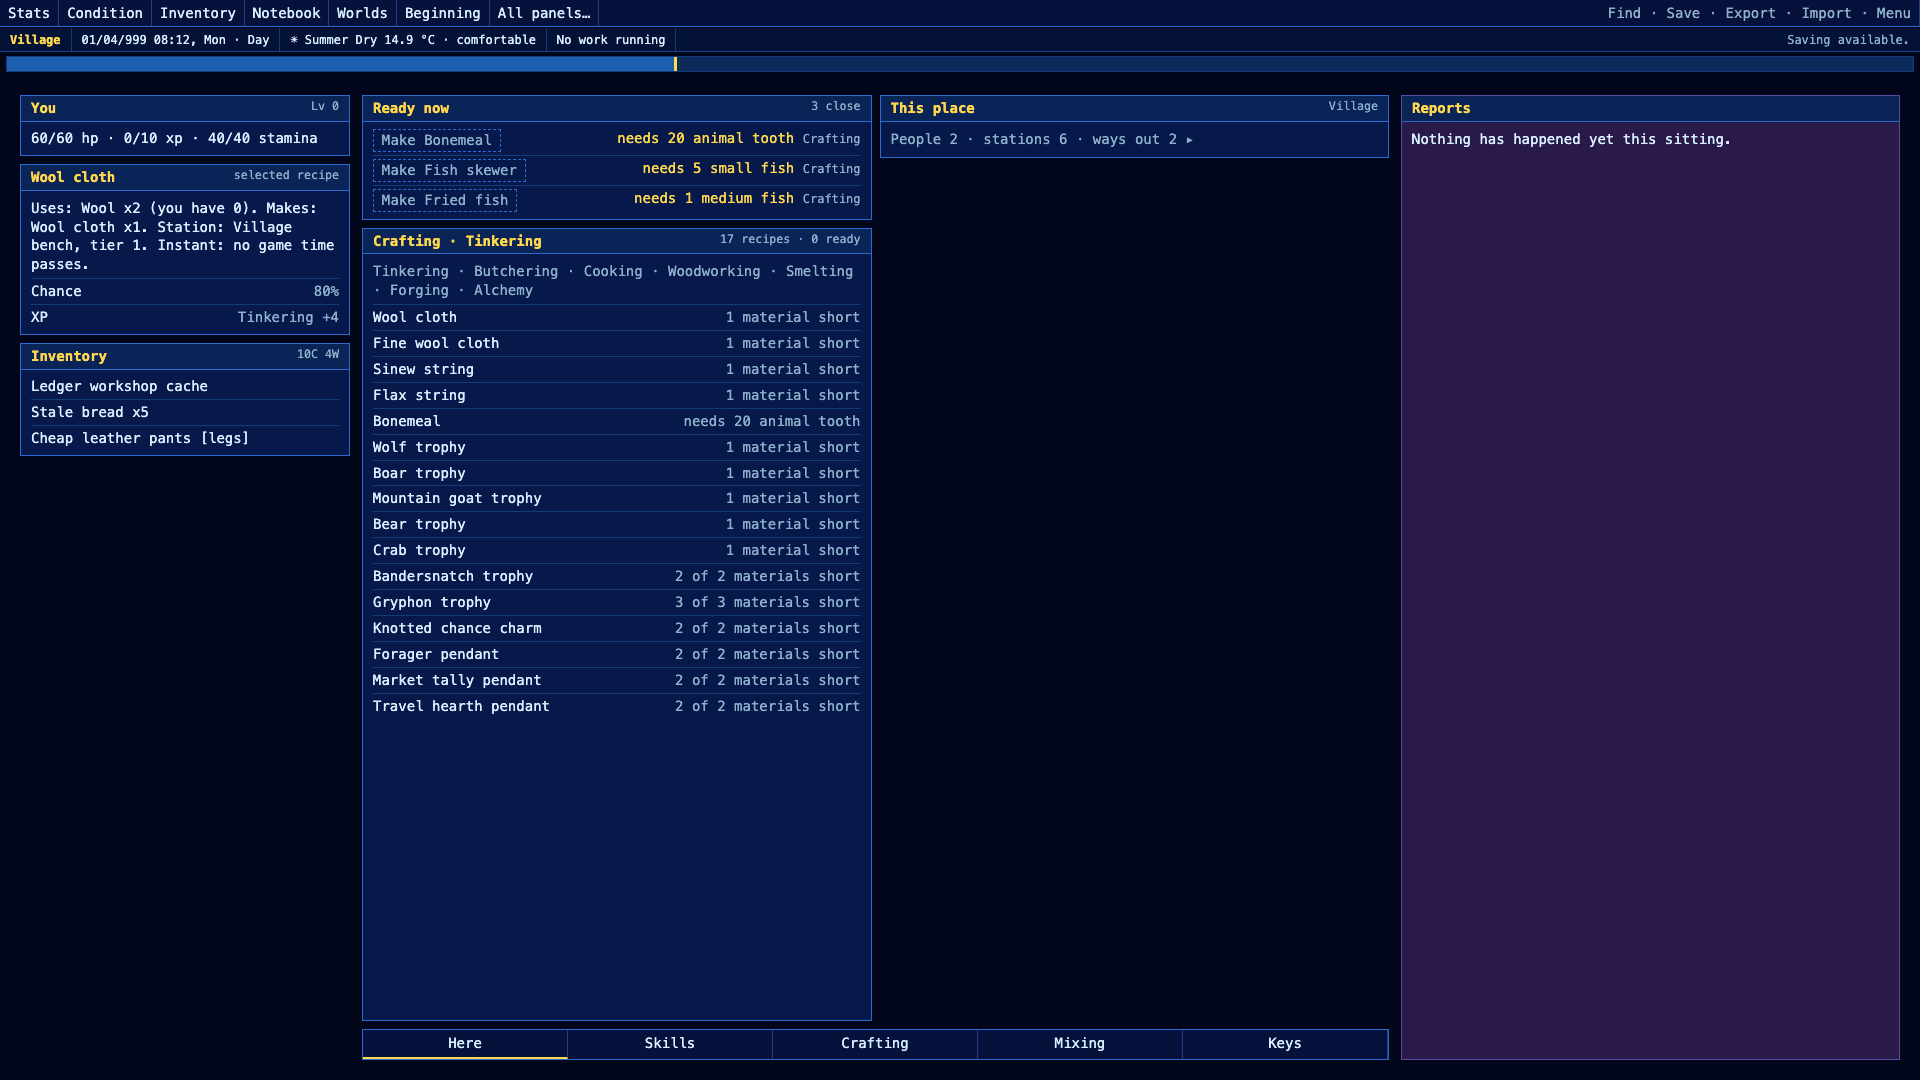 Stats Condition Inventory Notebook Worlds Beginning All panels… Find · Save · Export · Import · Menu
Village 01/04/999 08:12, Mon · Day ☀ Summer Dry 14.9 °C · comfortable No work running Saving available.
You Lv 0
60/60 hp · 0/10 xp · 40/40 stamina
Wool cloth selected recipe
Uses: Wool x2 (you have 0). Makes:
Wool cloth x1. Station: Village
bench, tier 1. Instant: no game time
passes.
Chance 80%
XP Tinkering +4
Inventory 10C 4W
Ledger workshop cache
Stale bread x5
Cheap leather pants [legs]
Ready now 3 close
Make Bonemeal needs 20 animal tooth Crafting
Make Fish skewer needs 5 small fish Crafting
Make Fried fish needs 1 medium fish Crafting
Crafting · Tinkering 17 recipes · 0 ready
Tinkering · Butchering · Cooking · Woodworking · Smelting
· Forging · Alchemy
Wool cloth 1 material short
Fine wool cloth 1 material short
Sinew string 1 material short
Flax string 1 material short
Bonemeal needs 20 animal tooth
Wolf trophy 1 material short
Boar trophy 1 material short
Mountain goat trophy 1 material short
Bear trophy 1 material short
Crab trophy 1 material short
Bandersnatch trophy 2 of 2 materials short
Gryphon trophy 3 of 3 materials short
Knotted chance charm 2 of 2 materials short
Forager pendant 2 of 2 materials short
Market tally pendant 2 of 2 materials short
Travel hearth pendant 2 of 2 materials short
This place Village
People 2 · stations 6 · ways out 2 ▸
Reports
Nothing has happened yet this sitting.
Here Skills Crafting Mixing Keys